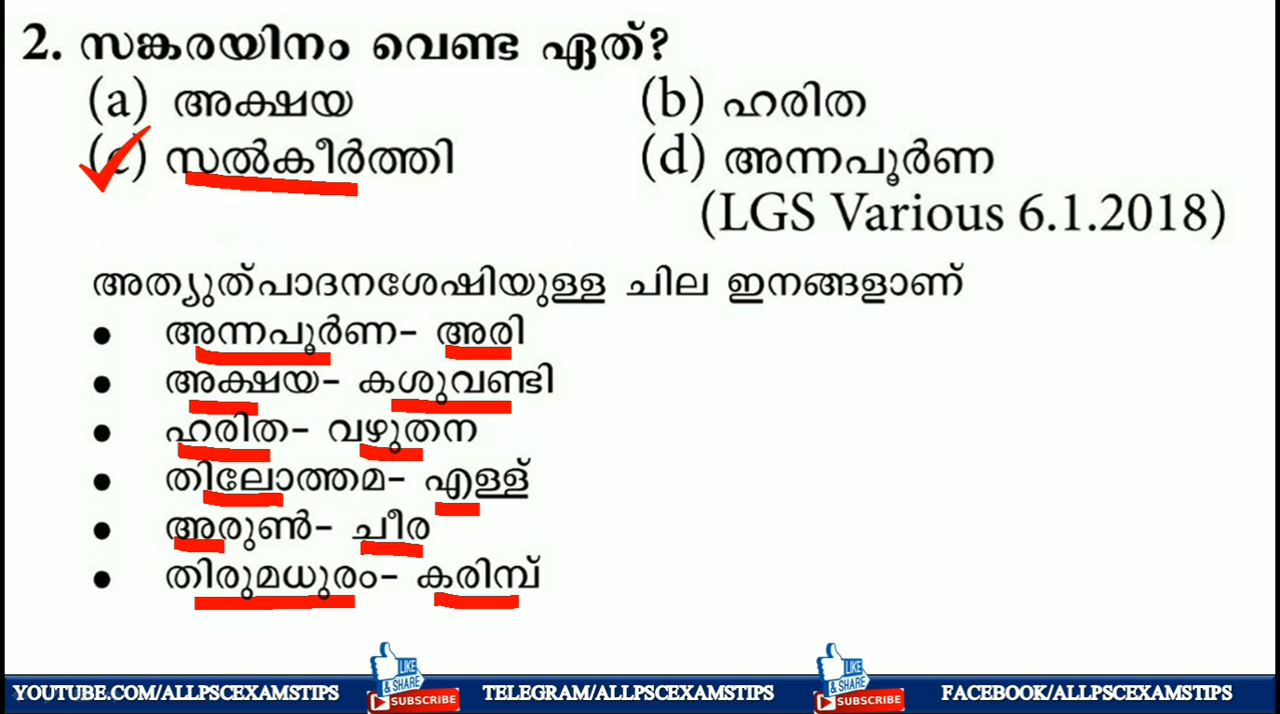 2. സങ്കരയിനം വെണ്ട ഏത്?
(a) അക്ഷയ (b) ഹരിത
(c) സൽകീർത്തി (d) അന്നപൂർണ
(LGS Various 6.1.2018)
അത്യുത്പാദനശേഷിയുള്ള ചില ഇനങ്ങളാണ്
• അന്നപൂർണ- അരി
• അക്ഷയ- കശുവണ്ടി
• ഹരിത- വഴുതന
• തിലോത്തമ- എള്ള്
• അരുൺ- ചീര
• തിരുമധുരം- കരിമ്പ്
LIKE & SHARE LIKE & SHARE
SUBSCRIBE SUBSCRIBE
YOUTUBE.COM/ALLPSCEXAMSTIPS TELEGRAM/ALLPSCEXAMSTIPS FACEBOOK/ALLPSCEXAMSTIPS